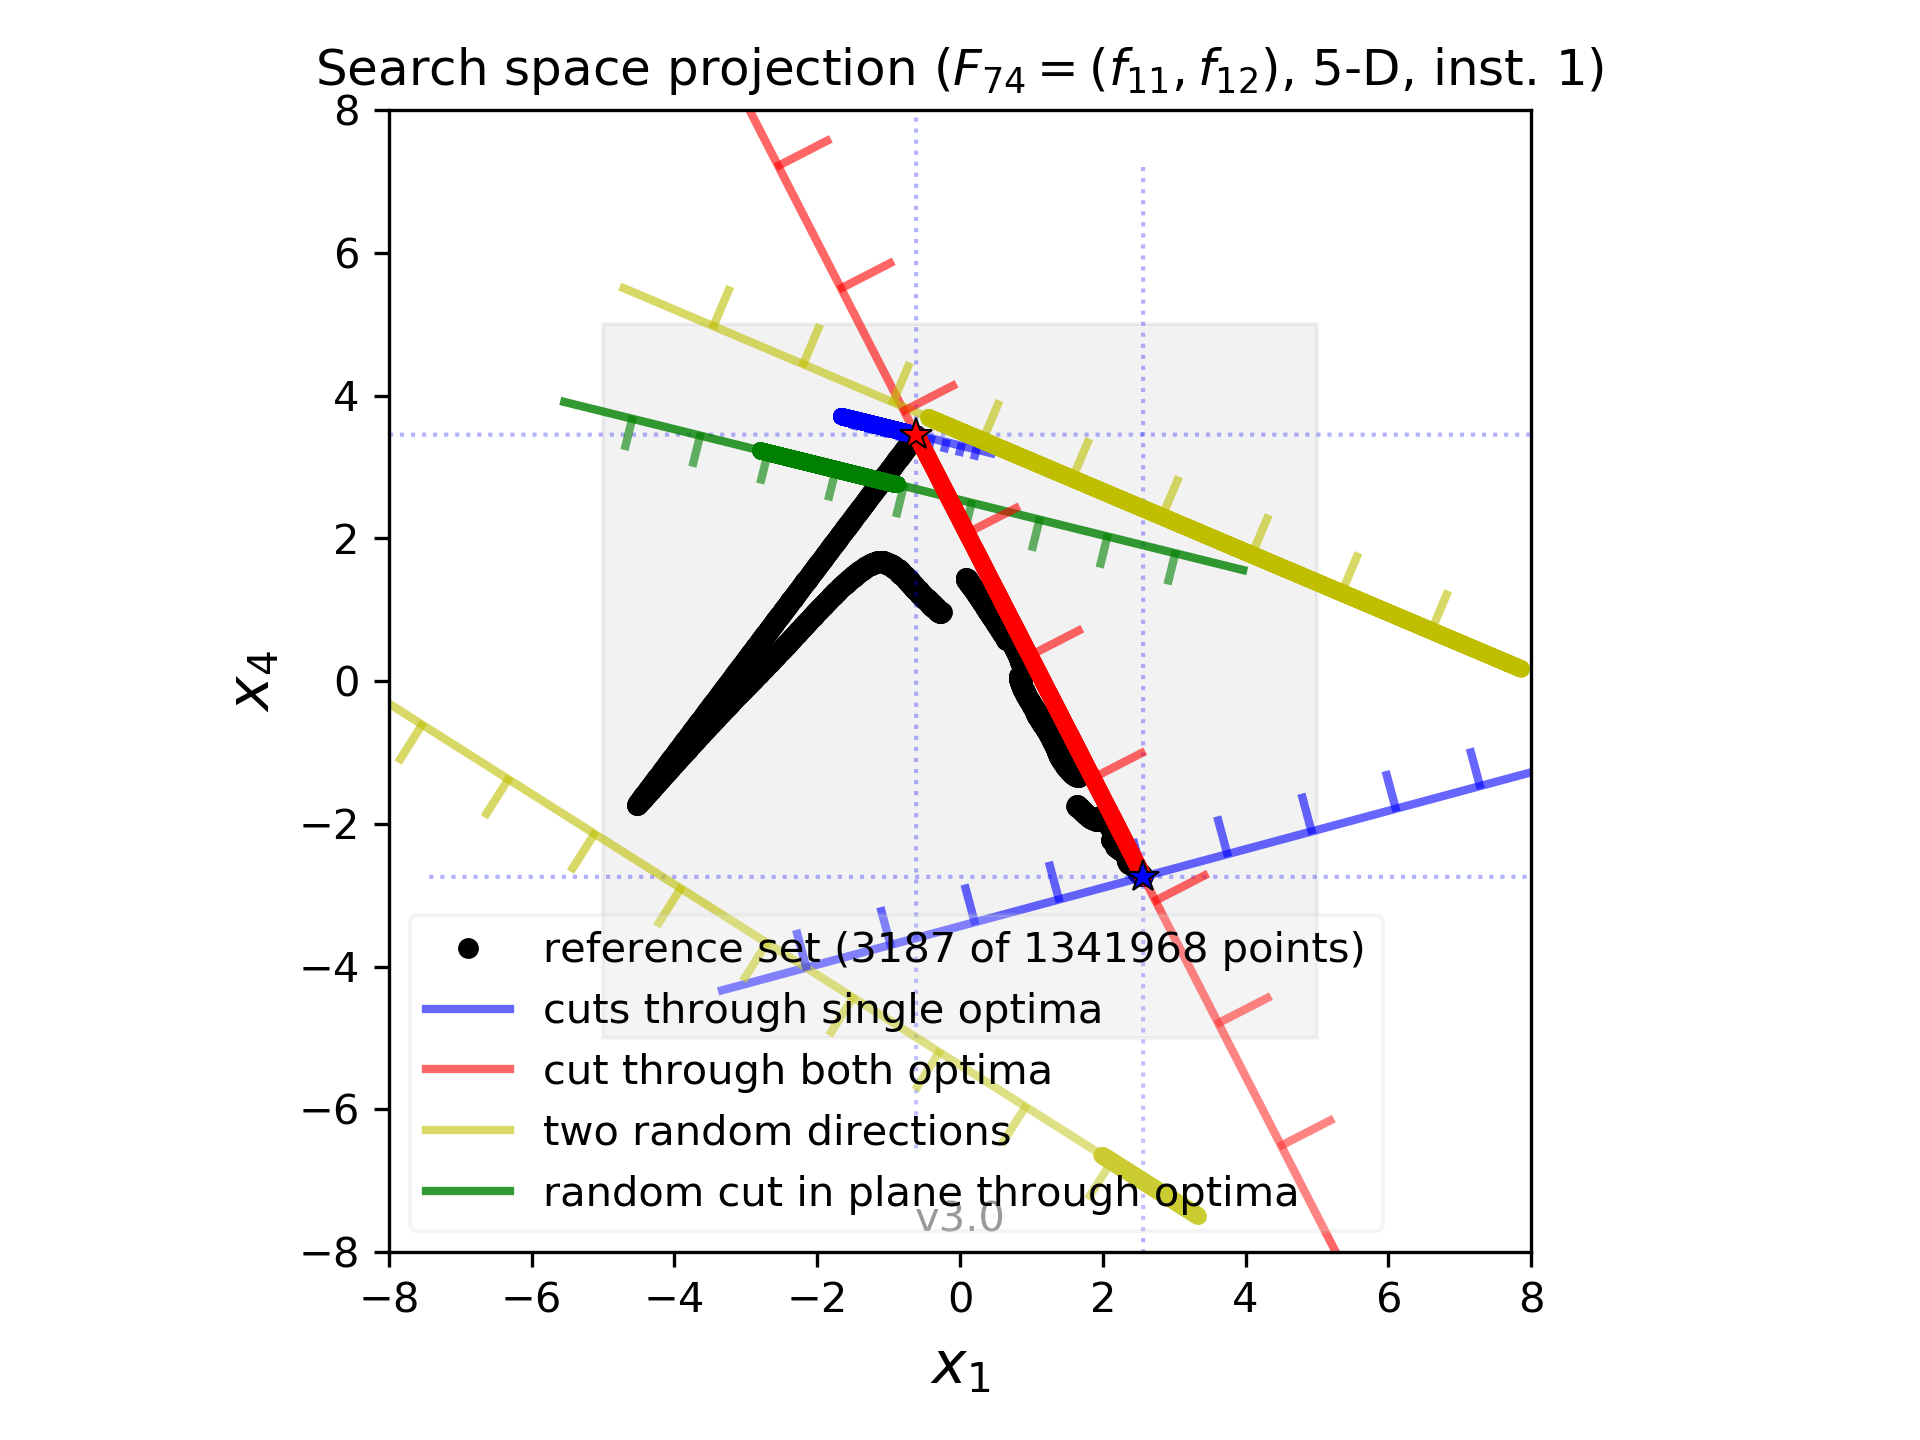 Search space projection (F74 = (f11, f12), 5-D, inst. 1)
8
6
4
2
0
−2
−4
−6
−8
x4
reference set (3187 of 1341968 points)
cuts through single optima
cut through both optima
two random directions
random cut in plane through optima
v3.0
−8 −6 −4 −2 0 2 4 6 8
x1